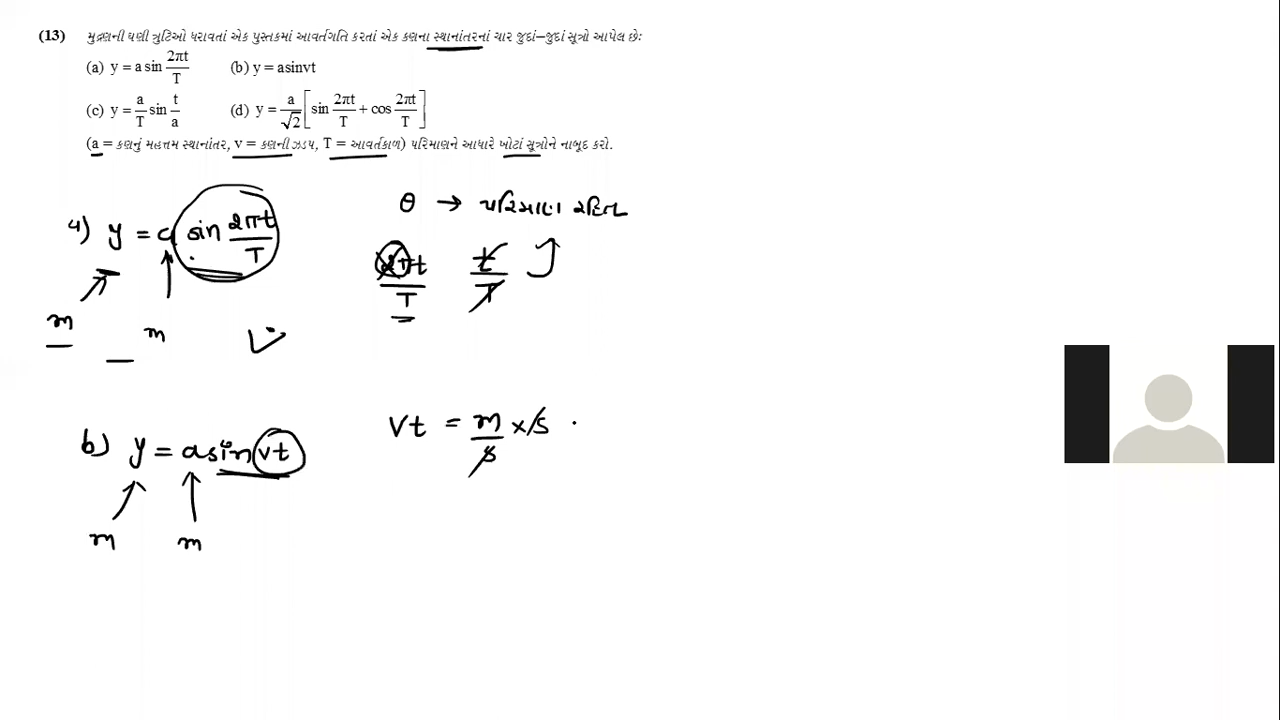 (13) મુદ્રણની ઘણી ત્રુટિઓ ધરાવતાં એક પુસ્તકમાં આવર્તગતિ કરતાં એક કણના સ્થાનાંતરનાં ચાર જુદાં–જુદાં સૂત્રો આપેલ છેઃ
(a) y = a sin 2πt/T (b) y = asinvt
(c) y = a/T sin t/a (d) y = a/√2 [sin 2πt/T + cos 2πt/T]
(a = કણનું મહત્તમ સ્થાનાંતર, v = કણની ઝડપ, T = આવર્તકાળ) પરિમાણને આધારે ખોટાં સૂત્રોને નાબૂદ કરો.
θ → પરિમાણ રહિત
a) y = a sin 2πt/T
2πt/T t/T
m m
b) y = a sin vt
vt = m/s × s
m m